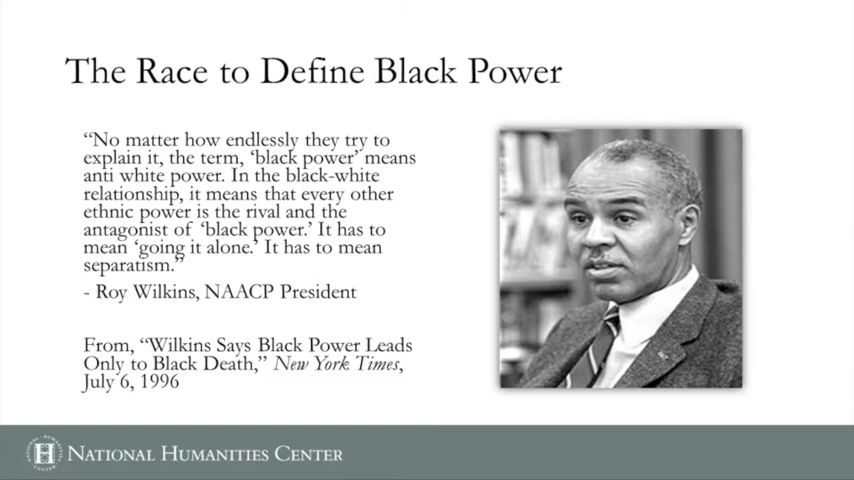 The Race to Define Black Power
“No matter how endlessly they try to
explain it, the term, ‘black power’ means
anti white power. In the black-white
relationship, it means that every other
ethnic power is the rival and the
antagonist of ‘black power.’ It has to
mean ‘going it alone.’ It has to mean
separatism.”
- Roy Wilkins, NAACP President
From, “Wilkins Says Black Power Leads
Only to Black Death,” New York Times,
July 6, 1996
NATIONAL HUMANITIES CENTER